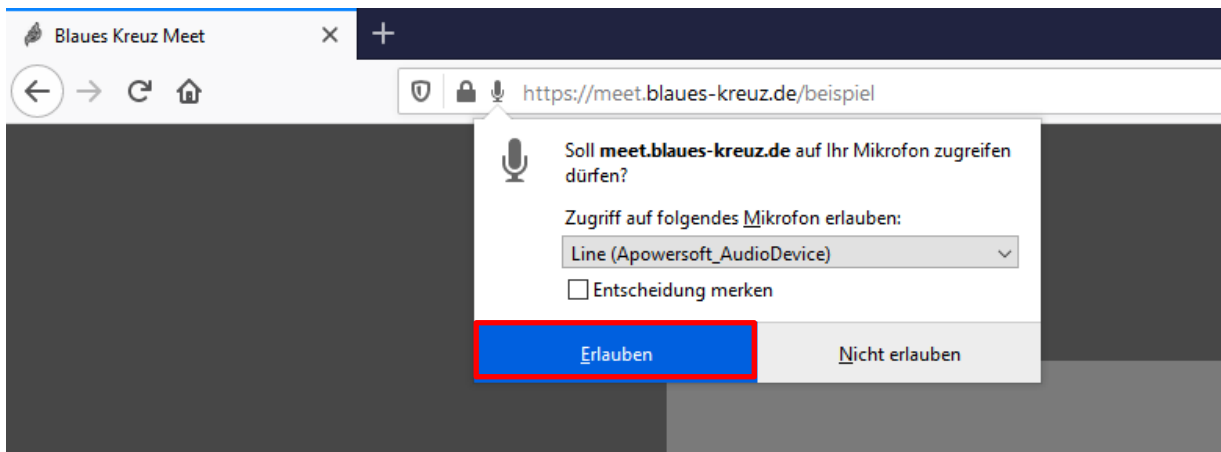 Blaues Kreuz Meet
https://meet.blaues-kreuz.de/beispiel
Soll meet.blaues-kreuz.de auf Ihr Mikrofon zugreifen
dürfen?
Zugriff auf folgendes Mikrofon erlauben:
Line (Apowersoft_AudioDevice)
Entscheidung merken
Erlauben
Nicht erlauben